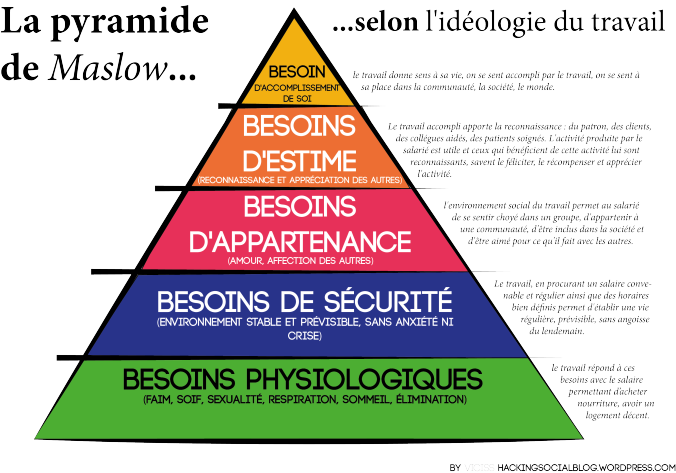 La pyramide
de Maslow...
...selon l'idéologie du travail
BESOIN
D'ACCOMPLISSEMENT
DE SOI
le travail donne sens à sa vie, on se sent accompli par le travail, on se sent à
sa place dans la communauté, la société, le monde.
BESOINS
D'ESTIME
(RECONNAISSANCE ET APPRÉCIATION DES AUTRES)
Le travail accompli apporte la reconnaissance : du patron, des clients,
des collégues aidés, des patients soignés. L'activité produite par le
salarié est utile et ceux qui bénéficient de cette activité lui sont
reconnaissants, savent le féliciter, le récompenser et apprécier
l'activité.
BESOINS
D'APPARTENANCE
(AMOUR, AFFECTION DES AUTRES)
l'environnement social du travail permet au salarié
de se sentir choyé dans un groupe, d'appartenir à
une communauté, d'être inclus dans la société et
d'être aimé pour ce qu'il fait avec les autres.
BESOINS DE SÉCURITÉ
(ENVIRONNEMENT STABLE ET PRÉVISIBLE, SANS ANXIÉTÉ NI
CRISE)
Le travail, en procurant un salaire conve-
nable et régulier ainsi que des horaires
bien définis permet d'établir une vie
régulière, prévisible, sans angoisse
du lendemain.
BESOINS PHYSIOLOGIQUES
(FAIM, SOIF, SEXUALITÉ, RESPIRATION, SOMMEIL, ÉLIMINATION)
le travail répond à ces
besoins avec le salaire
permettant d'acheter
nourriture, avoir un
logement décent.
BY HACKINGSOCIALBLOG.WORDPRESS.COM